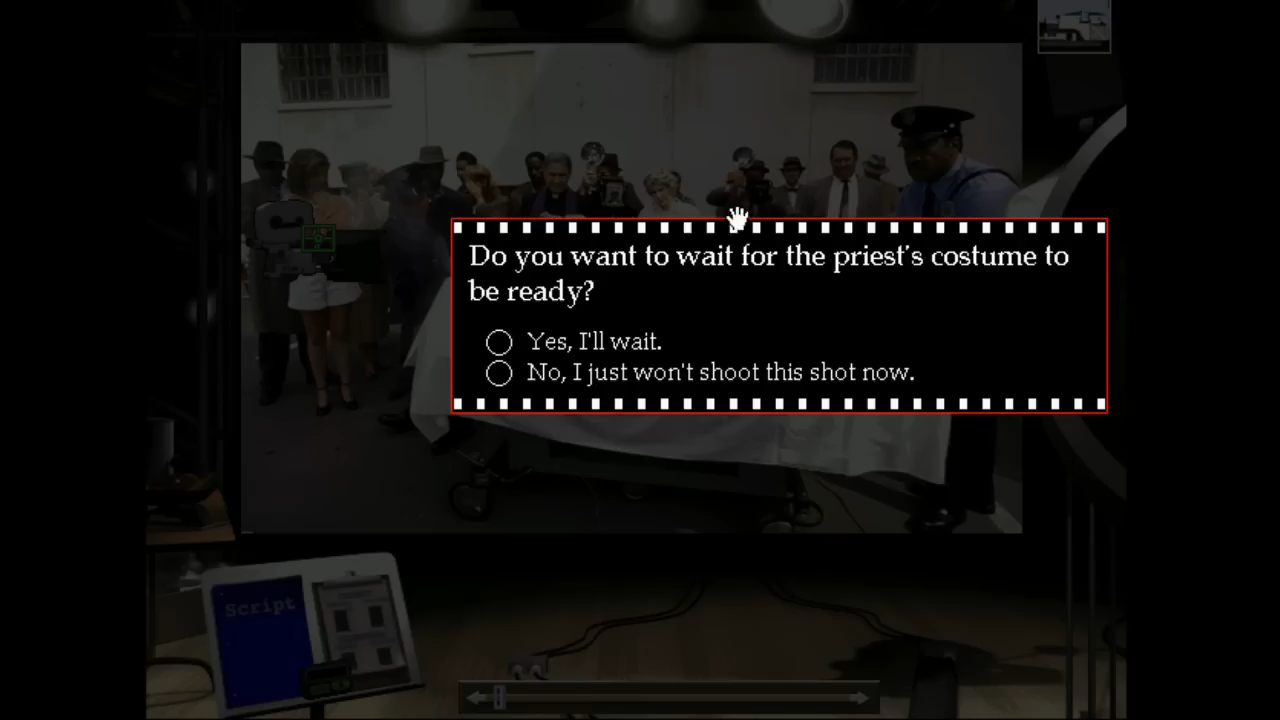 Do you want to wait for the priest's costume to
be ready?
Yes, I'll wait.
No, I just won't shoot this shot now.
Script